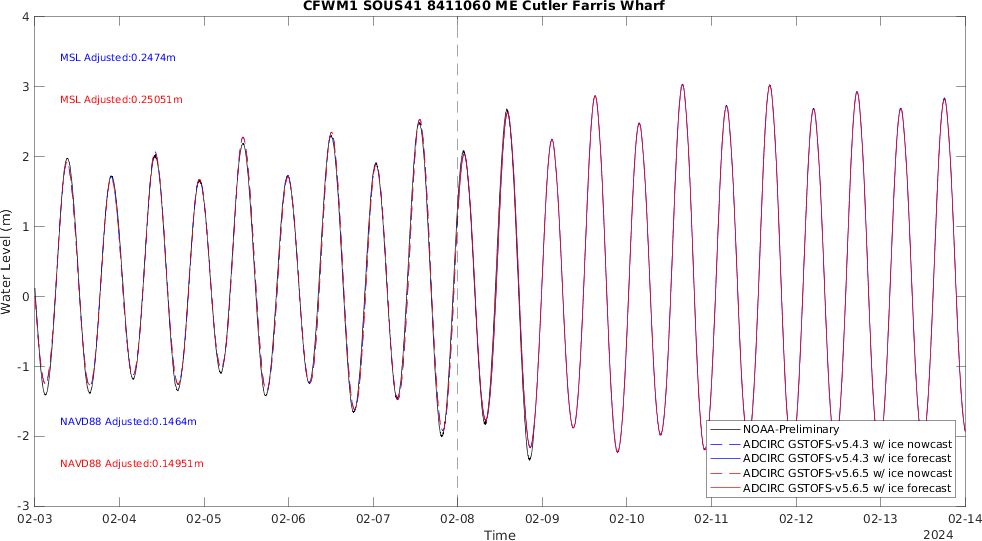 CFWM1 SOUS41 8411060 ME Cutler Farris Wharf
4
3
2
1
0
-1
-2
-3
Water Level (m)
MSL Adjusted:0.2474m
MSL Adjusted:0.25051m
NAVD88 Adjusted:0.1464m
NAVD88 Adjusted:0.14951m
NOAA-Preliminary
ADCIRC GSTOFS-v5.4.3 w/ ice nowcast
ADCIRC GSTOFS-v5.4.3 w/ ice forecast
ADCIRC GSTOFS-v5.6.5 w/ ice nowcast
ADCIRC GSTOFS-v5.6.5 w/ ice forecast
02-03 02-04 02-05 02-06 02-07 02-08 02-09 02-10 02-11 02-12 02-13 02-14
Time
2024